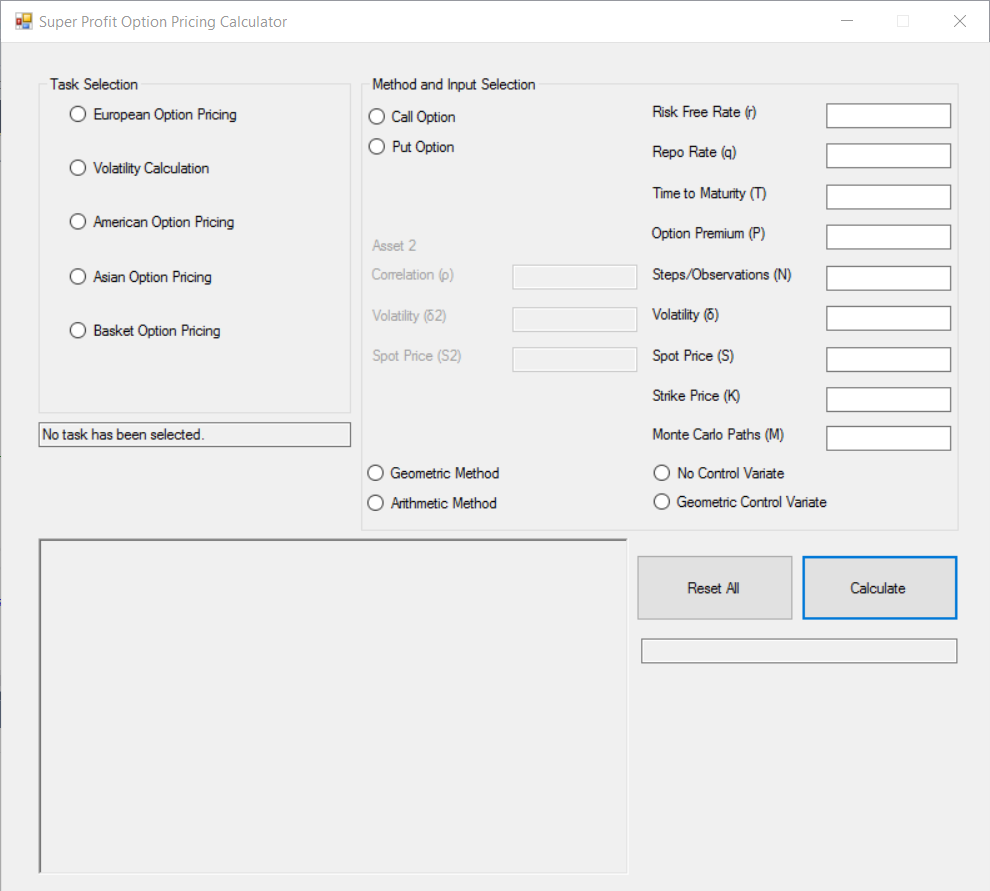 Super Profit Option Pricing Calculator
Task Selection
European Option Pricing
Volatility Calculation
American Option Pricing
Asian Option Pricing
Basket Option Pricing
No task has been selected.
Method and Input Selection
Call Option
Put Option
Asset 2
Correlation (ρ)
Volatility (δ2)
Spot Price (S2)
Geometric Method
Arithmetic Method
Risk Free Rate (r)
Repo Rate (q)
Time to Maturity (T)
Option Premium (P)
Steps/Observations (N)
Volatility (δ)
Spot Price (S)
Strike Price (K)
Monte Carlo Paths (M)
No Control Variate
Geometric Control Variate
Reset All
Calculate